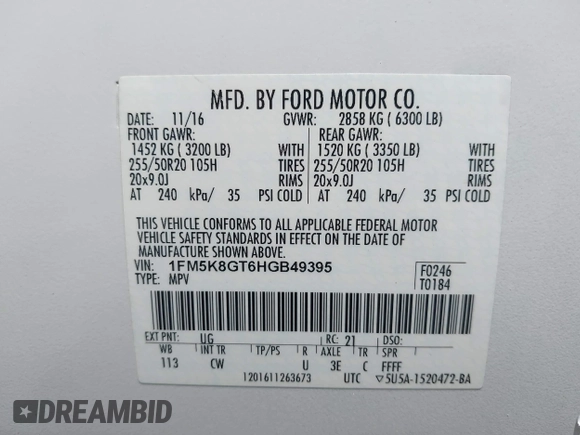 MFD. BY FORD MOTOR CO.
DATE: 11/16 GVWR: 2858 KG ( 6300 LB)
FRONT GAWR: REAR GAWR:
1452 KG ( 3200 LB) WITH 1520 KG ( 3350 LB) WITH
255/50R20 105H TIRES 255/50R20 105H TIRES
20x9.0J RIMS 20x9.0J RIMS
AT 240 kPa/ 35 PSI COLD AT 240 kPa/ 35 PSI COLD
THIS VEHICLE CONFORMS TO ALL APPLICABLE FEDERAL MOTOR
VEHICLE SAFETY STANDARDS IN EFFECT ON THE DATE OF
MANUFACTURE SHOWN ABOVE.
VIN: 1FM5K8GT6HGB49395 F0246
TYPE: MPV T0184
EXT PNT: UG RC: 21 DSO:
WB INT TR TP/PS R AXLE TR SPR
113 CW U 3E C FFFF
1201611263673 UTC ▽5U5A-1520472-BA
DREAMBID